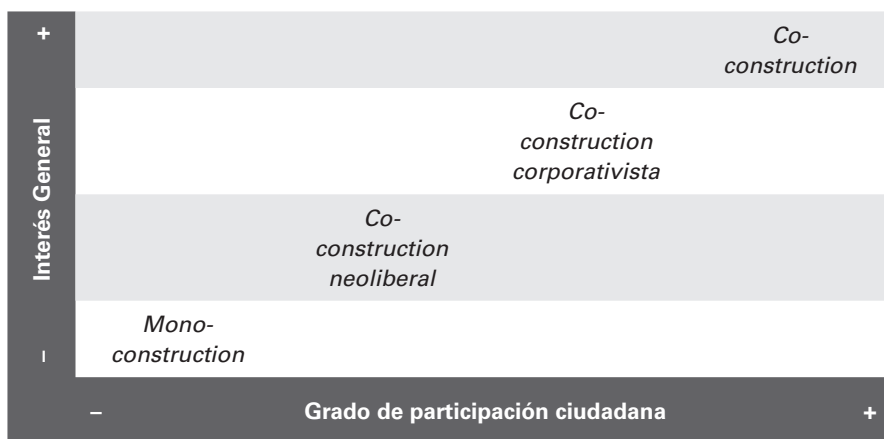 +
Co-
construction
Co-
construction
corporativista
Interés General
Co-
construction
neoliberal
Mono-
construction
–
– Grado de participación ciudadana +